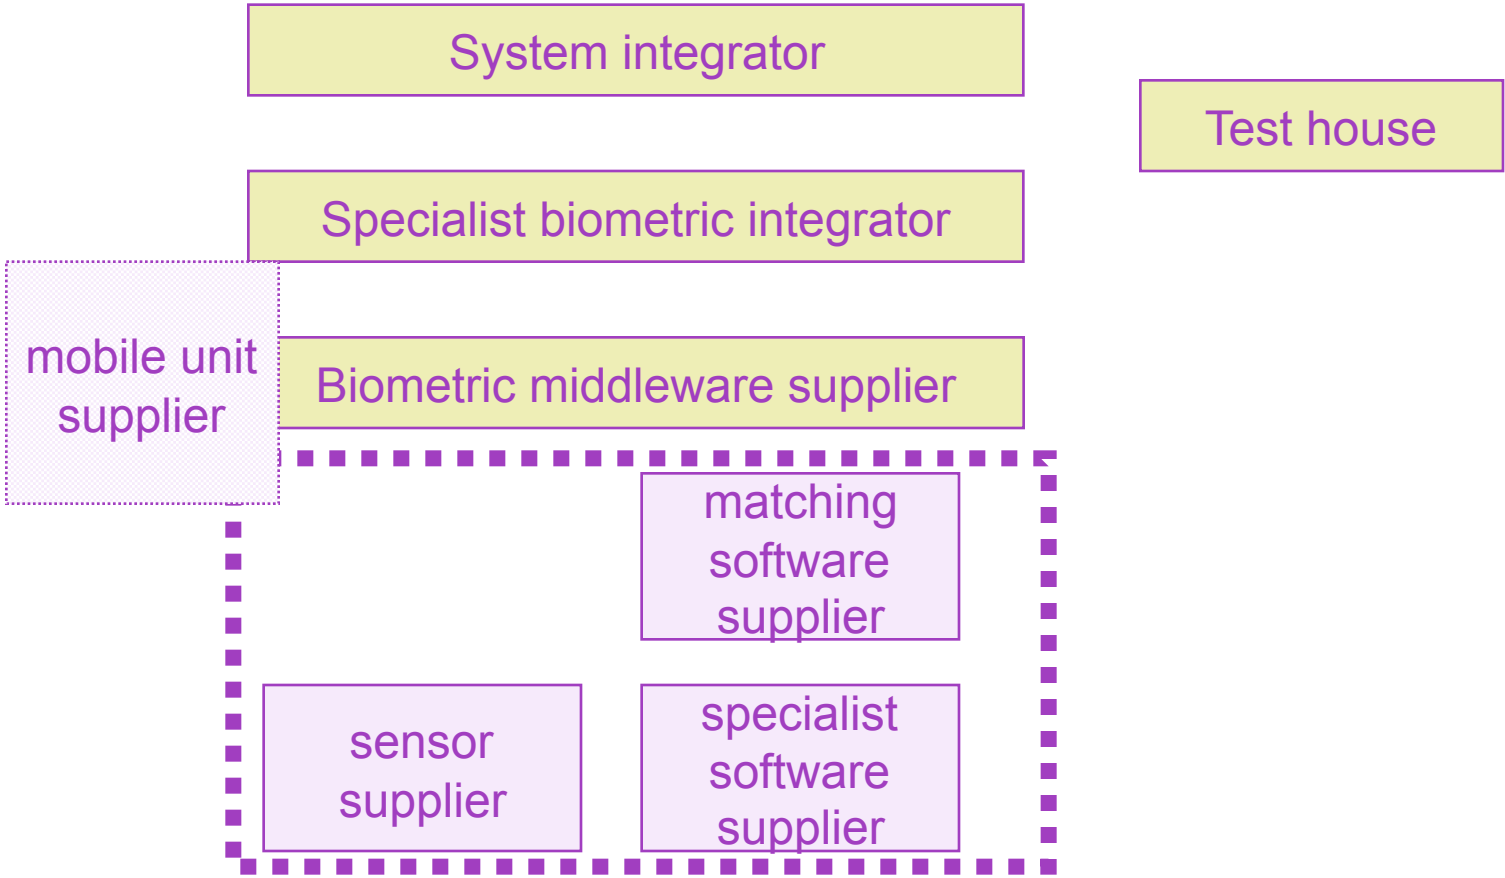 System integrator
Test house
Specialist biometric integrator
mobile unit
supplier
Biometric middleware supplier
matching
software
supplier
sensor
supplier
specialist
software
supplier